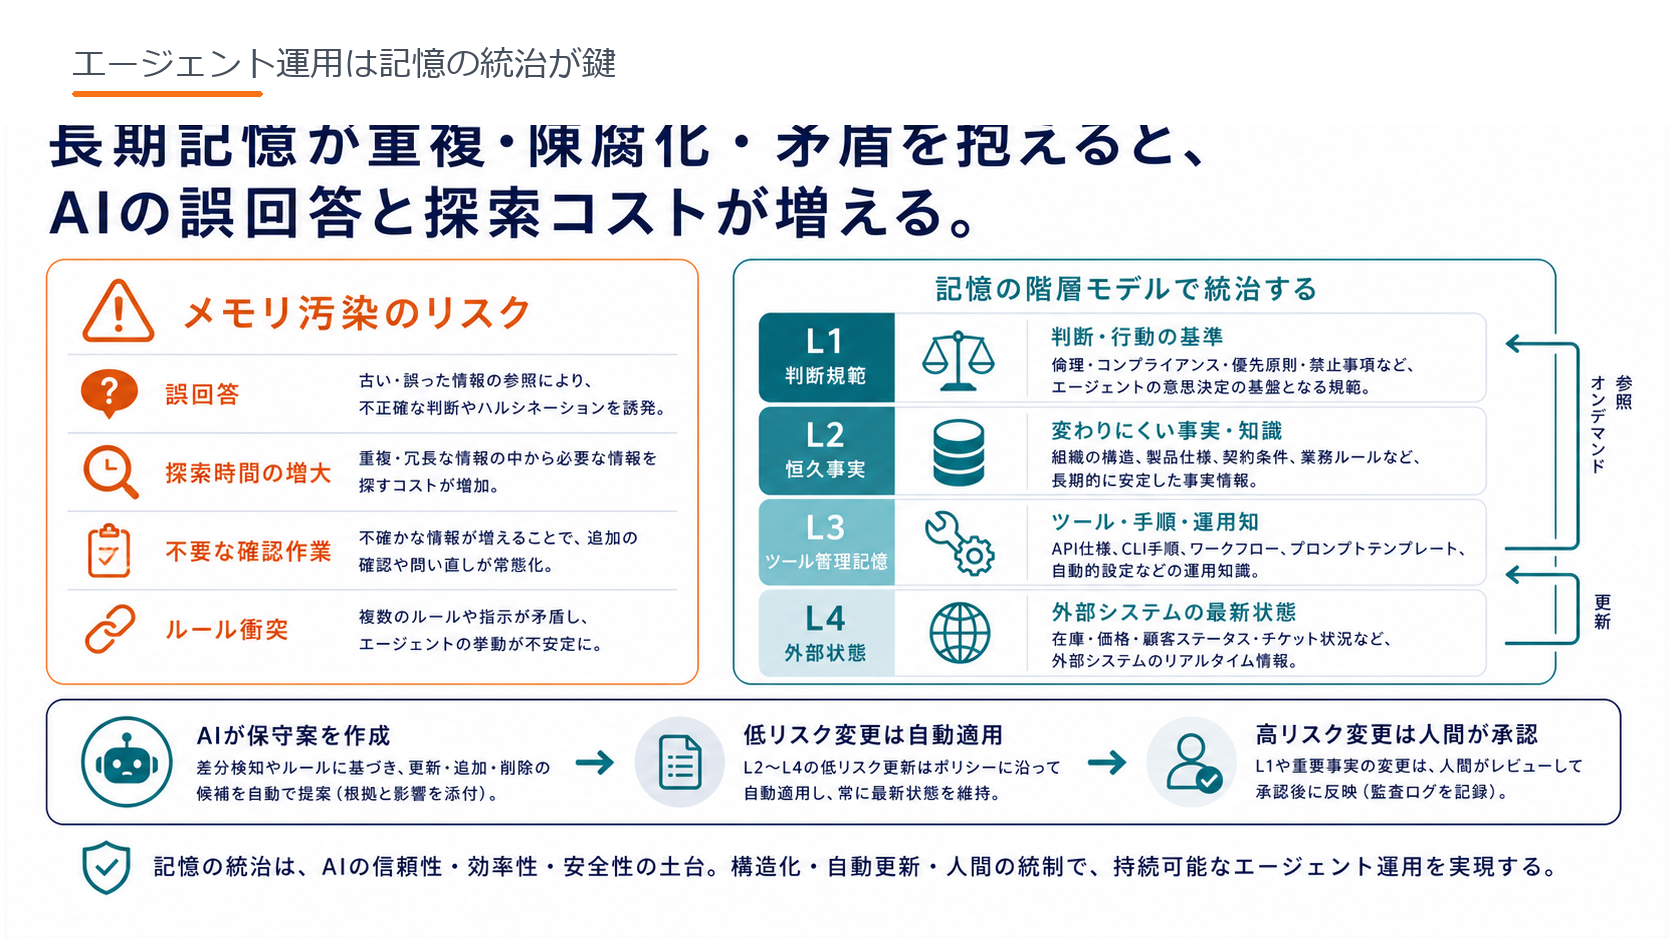 エージェント運用は記憶の統治が鍵
長期記憶が重複・陳腐化・矛盾を抱えると、
AIの誤回答と探索コストが増える。
メモリ汚染のリスク
誤回答
古い・誤った情報の参照により、
不正確な判断やハルシネーションを誘発。
探索時間の増大
重複・冗長な情報の中から必要な情報を
探すコストが増加。
不要な確認作業
不確かな情報が増えることで、追加の
確認や問い直しが常態化。
ルール衝突
複数のルールや指示が矛盾し、
エージェントの挙動が不安定に。
記憶の階層モデルで統治する
L1
判断規範
判断・行動の基準
倫理・コンプライアンス・優先原則・禁止事項など、
エージェントの意思決定の基盤となる規範。
L2
恒久事実
変わりにくい事実・知識
組織の構造、製品仕様、契約条件、業務ルールなど、
長期的に安定した事実情報。
L3
ツール管理記憶
ツール・手順・運用知
API仕様、CLI手順、ワークフロー、プロンプトテンプレート、
自動的設定などの運用知識。
L4
外部状態
外部システムの最新状態
在庫・価格・顧客ステータス・チケット状況など、
外部システムのリアルタイム情報。
参照
オンデマンド
更新
AIが保守案を作成
差分検知やルールに基づき、更新・追加・削除の
候補を自動で提案（根拠と影響を添付）。
低リスク変更は自動適用
L2〜L4の低リスク更新はポリシーに沿って
自動適用し、常に最新状態を維持。
高リスク変更は人間が承認
L1や重要事実の変更は、人間がレビューして
承認後に反映（監査ログを記録）。
記憶の統治は、AIの信頼性・効率性・安全性の土台。構造化・自動更新・人間の統制で、持続可能なエージェント運用を実現する。